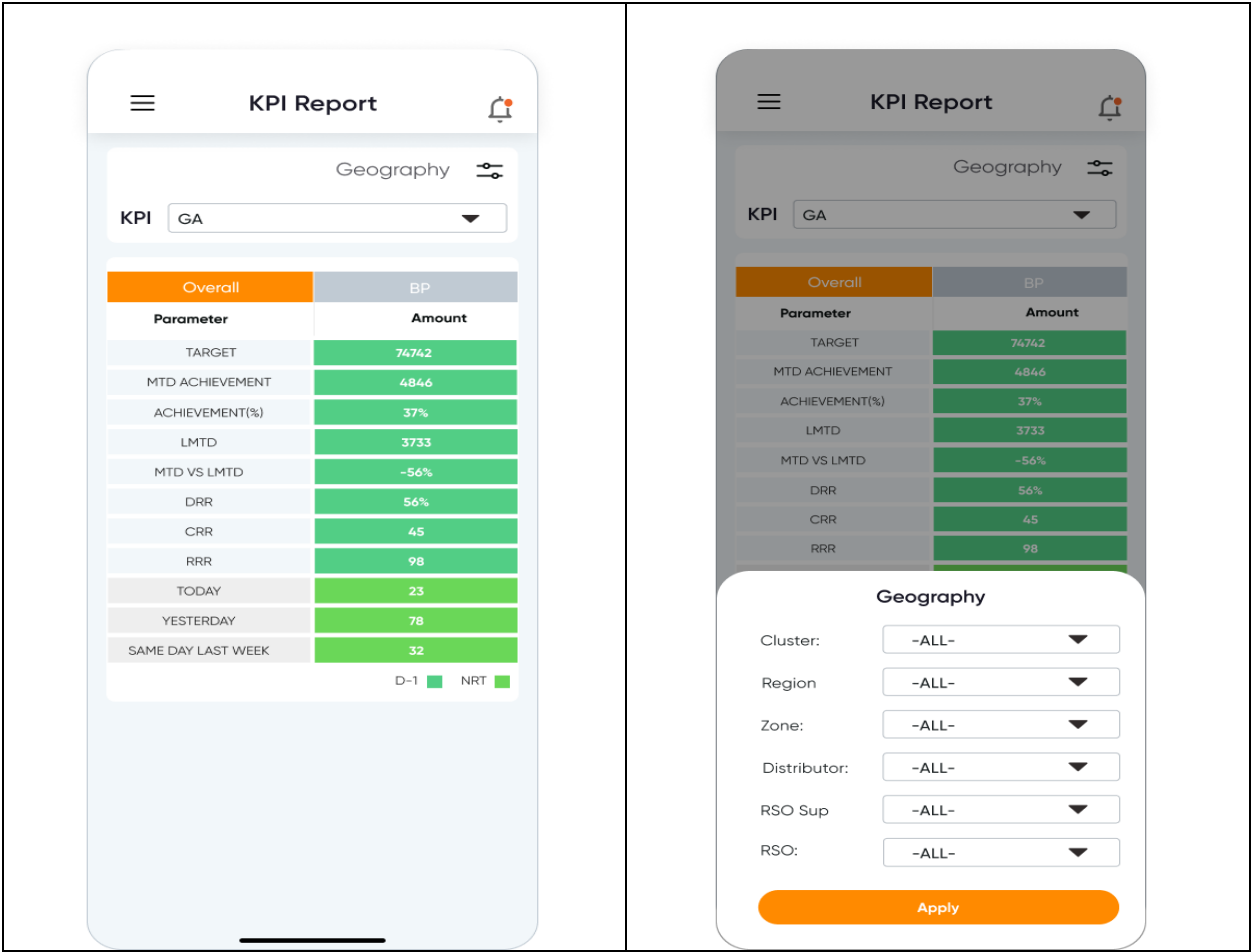 KPI Report
Geography
KPI GA
Overall BP
Parameter Amount
TARGET 74742
MTD ACHIEVEMENT 4846
ACHIEVEMENT(%) 37%
LMTD 3733
MTD VS LMTD -56%
DRR 56%
CRR 45
RRR 98
TODAY 23
YESTERDAY 78
SAME DAY LAST WEEK 32
D-1 NRT
KPI Report
Geography
KPI GA
Overall BP
Parameter Amount
TARGET 74742
MTD ACHIEVEMENT 4846
ACHIEVEMENT(%) 37%
LMTD 3733
MTD VS LMTD -56%
DRR 56%
CRR 45
RRR 98
Geography
Cluster: -ALL-
Region -ALL-
Zone: -ALL-
Distributor: -ALL-
RSO Sup -ALL-
RSO: -ALL-
Apply